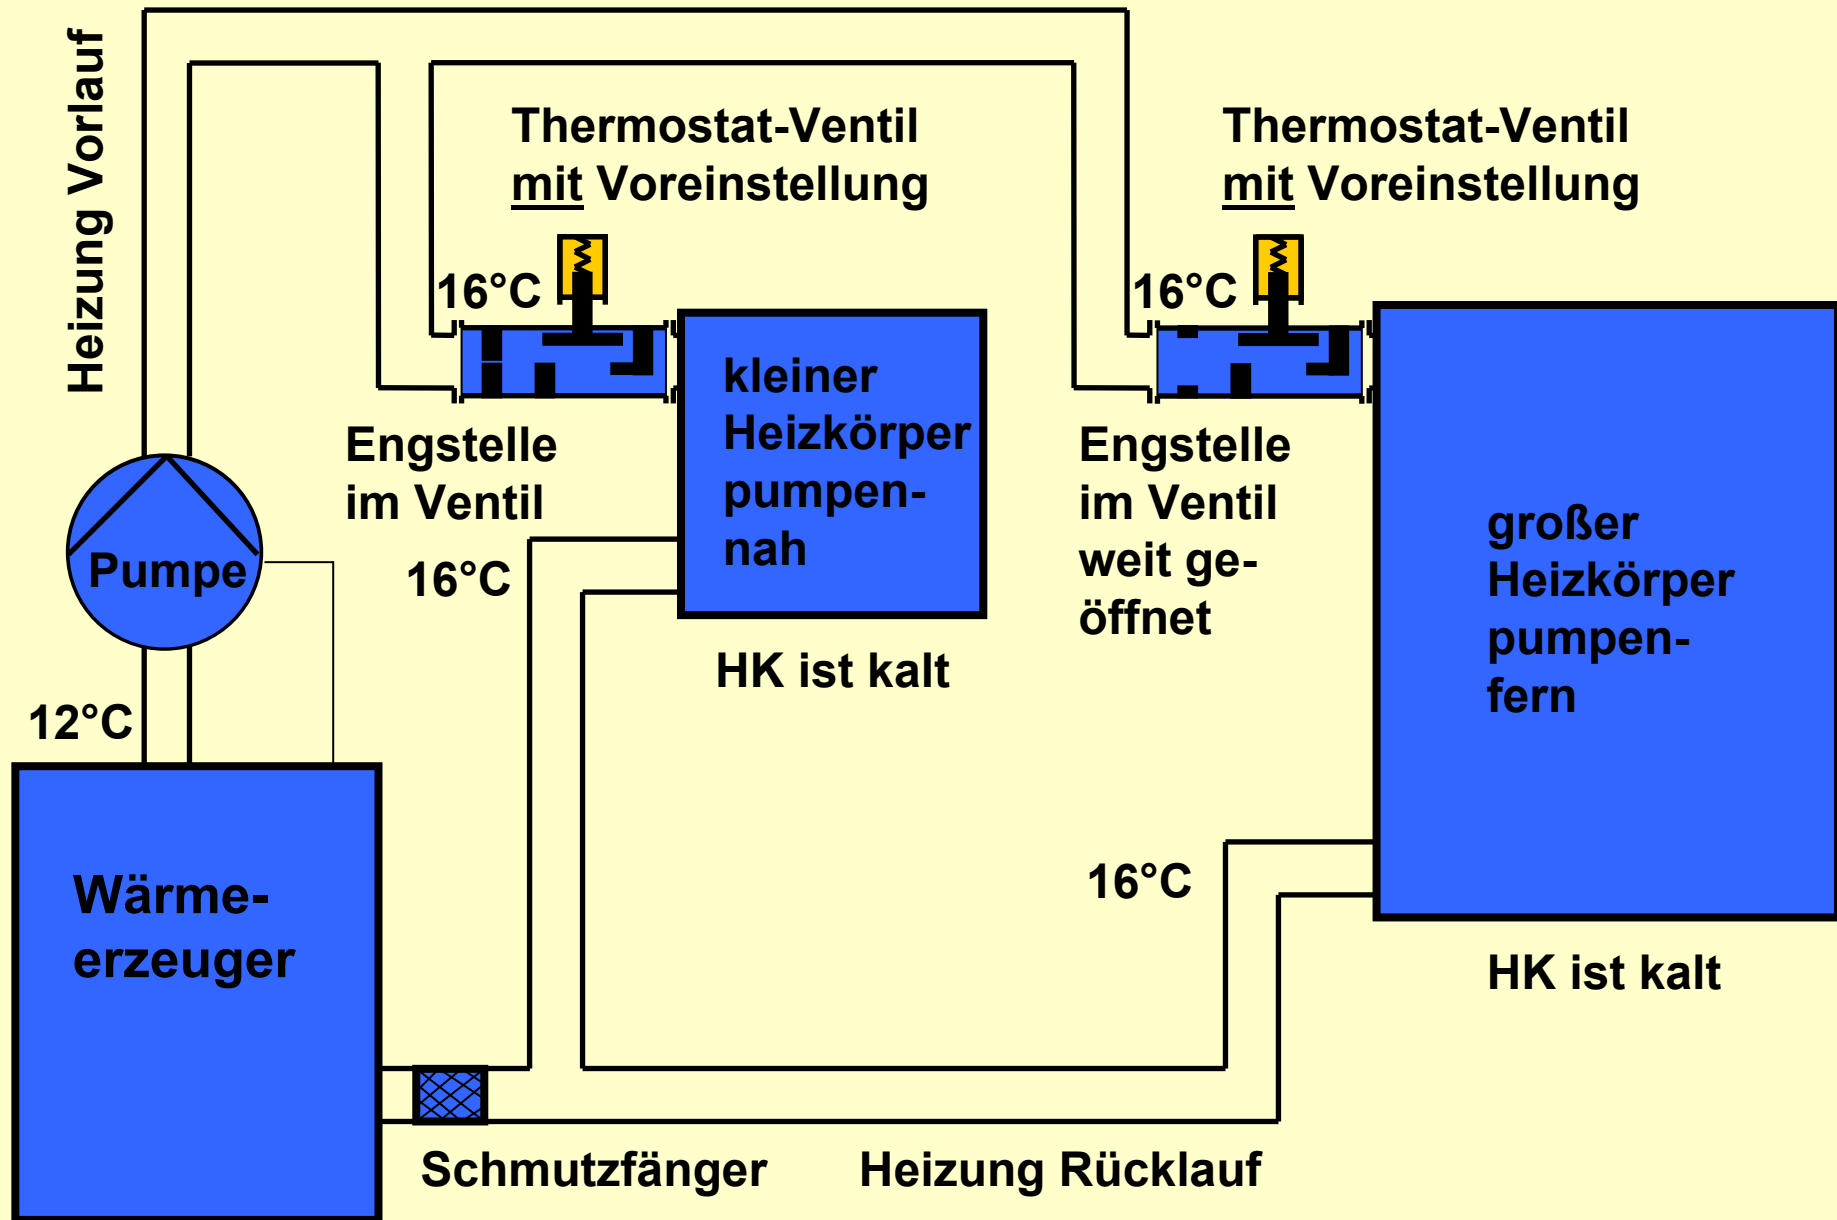 Heizung Vorlauf
Thermostat-Ventil
mit Voreinstellung
Thermostat-Ventil
mit Voreinstellung
16°C
16°C
kleiner
Heizkörper
pumpen-
nah
Engstelle
im Ventil
Engstelle
im Ventil
weit ge-
öffnet
großer
Heizkörper
pumpen-
fern
Pumpe
16°C
HK ist kalt
12°C
16°C
Wärme-
erzeuger
HK ist kalt
Schmutzfänger
Heizung Rücklauf